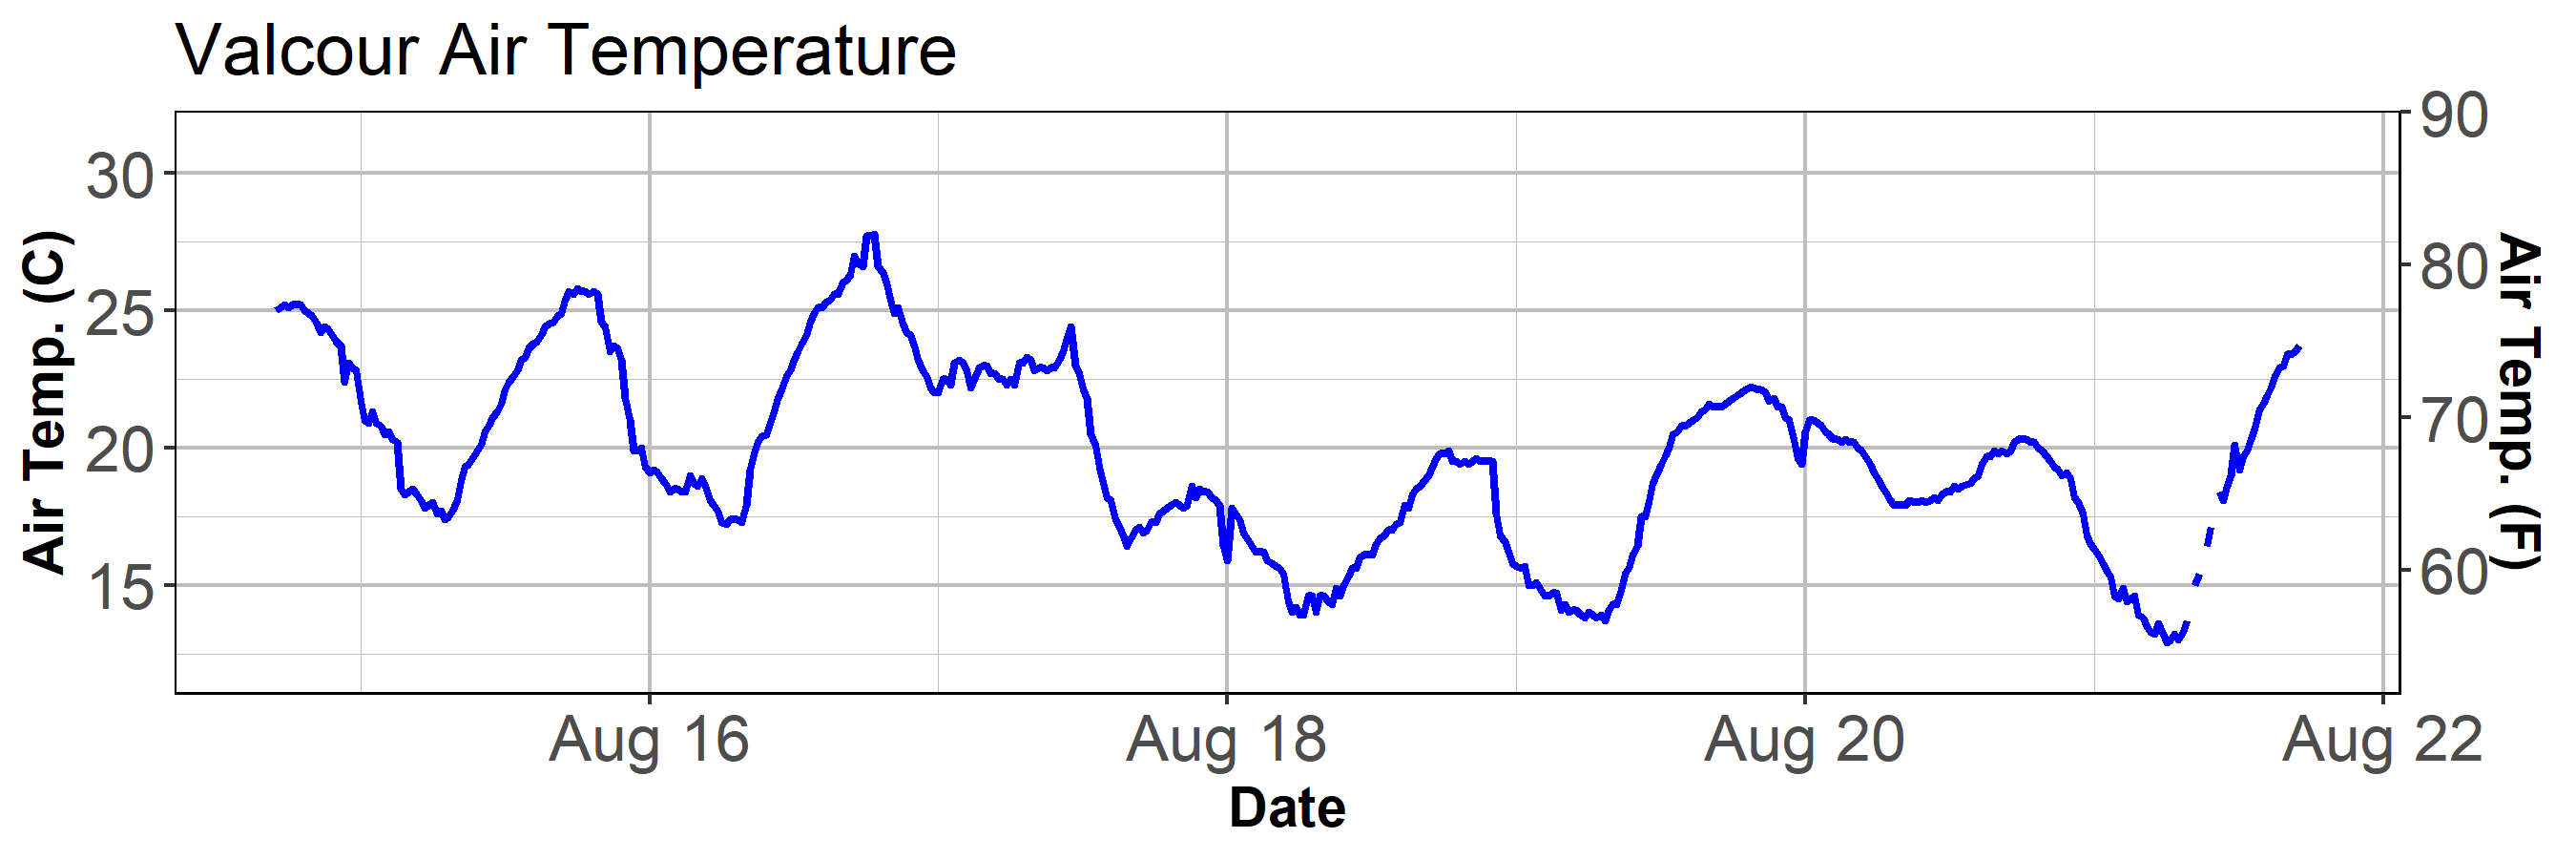 Valcour Air Temperature
Air Temp. (C)
30
25
20
15
90
80
70
60
Air Temp. (F)
Aug 16
Aug 18
Aug 20
Aug 22
Date